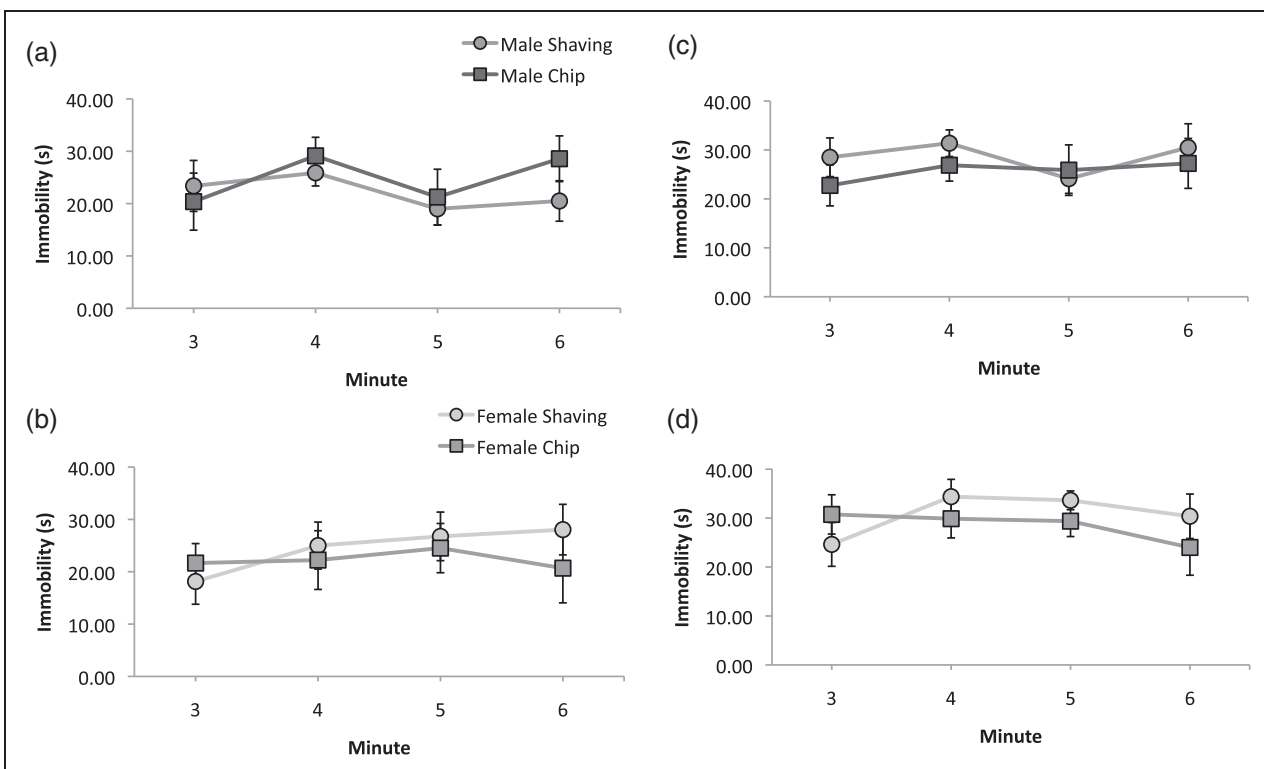 (a)
Male Shaving
Male Chip
40.00
30.00
20.00
10.00
0.00
Immobility (s)
3 4 5 6
Minute
(c)
40.00
30.00
20.00
10.00
0.00
Immobility (s)
3 4 5 6
Minute
(b)
Female Shaving
Female Chip
40.00
30.00
20.00
10.00
0.00
Immobility (s)
3 4 5 6
Minute
(d)
40.00
30.00
20.00
10.00
0.00
Immobility (s)
3 4 5 6
Minute